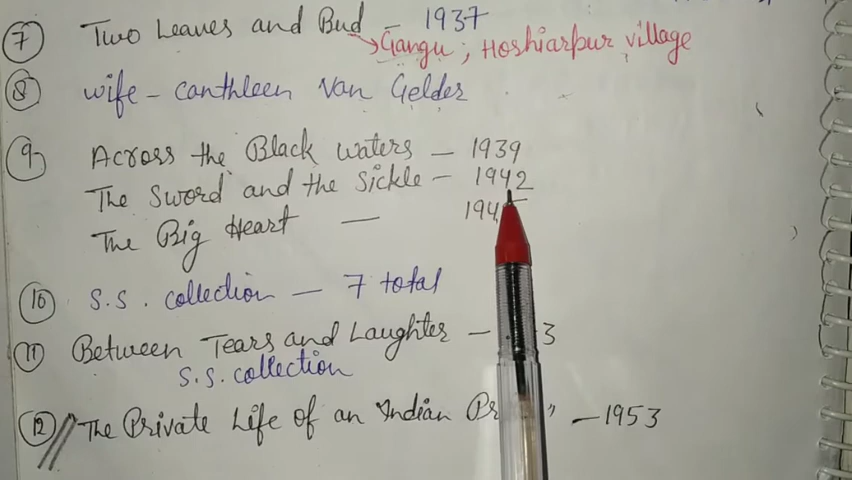 ⑦ Two Leaves and Bud – 1937
→ Gangu ; Hoshiarpur village
⑧ wife – canthleen Van Gelder
⑨ Across the Black waters – 1939
The Sword and the Sickle – 1942
The Big Heart —
⑩ S.S. collection – 7 total
⑪ Between Tears and Laughter –
S.S. collection
⑫ The Private Life of an Indian – 1953